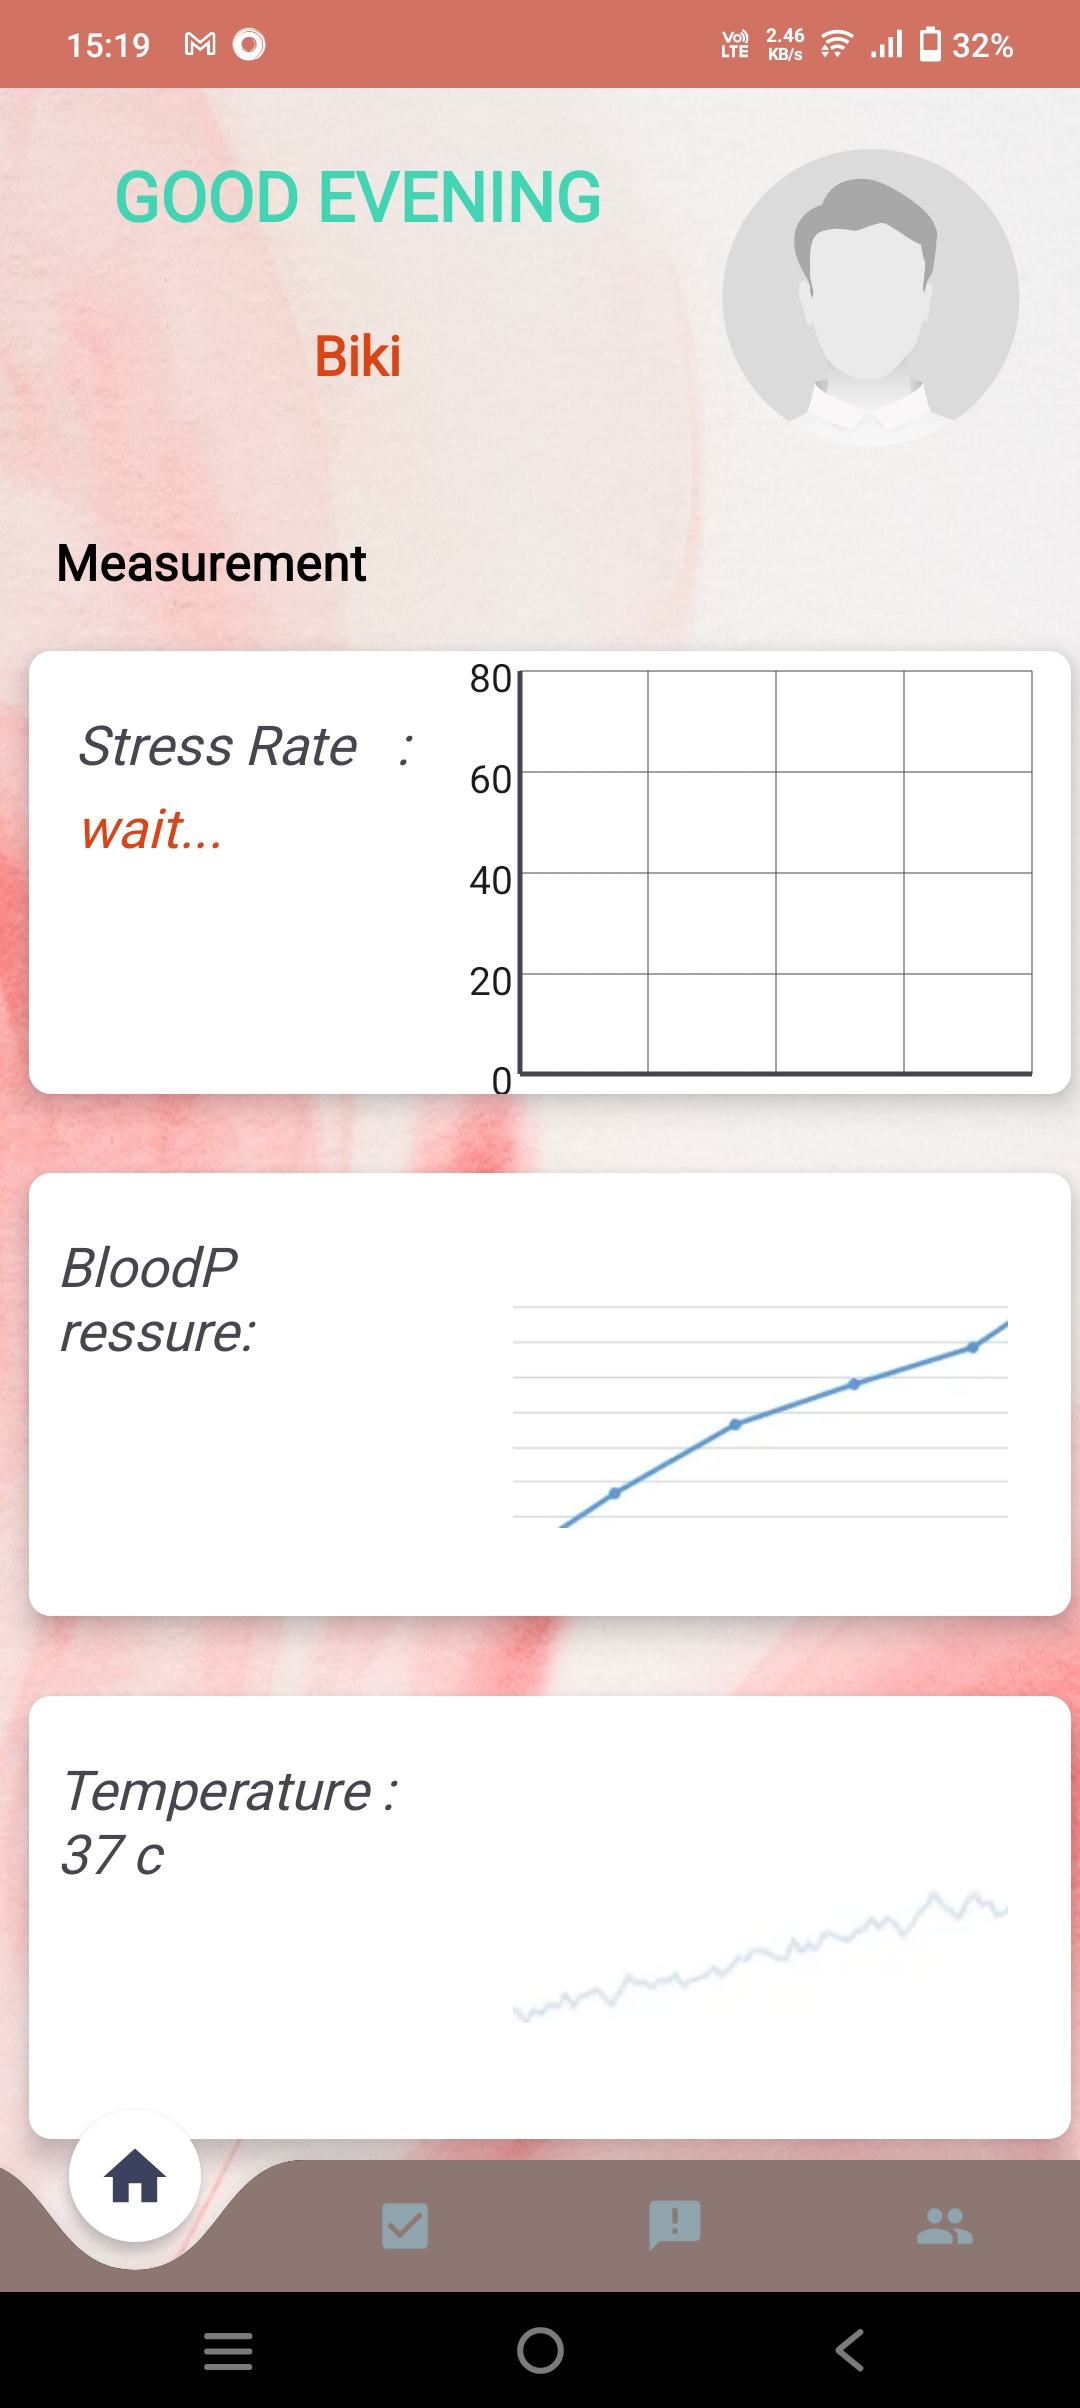 15:19 Vo) LTE 2.46 KB/s 32%
GOOD EVENING
Biki
Measurement
Stress Rate :
wait...
80
60
40
20
0
BloodP
ressure:
Temperature :
37 c